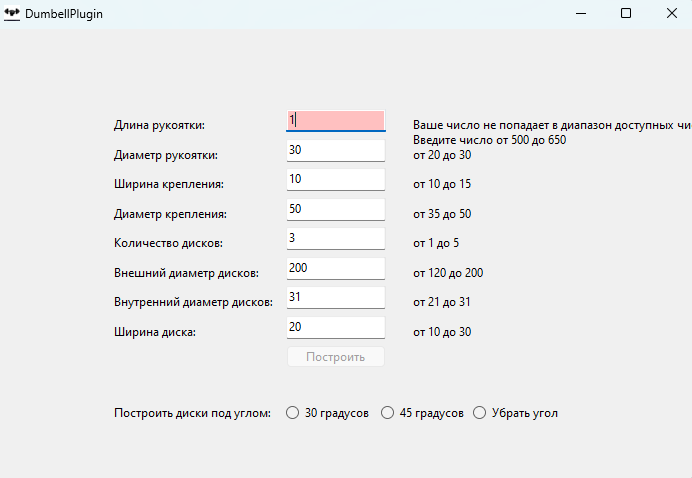 DumbellPlugin
Длина рукоятки: 1 Ваше число не попадает в диапазон доступных
Введите число от 500 до 650
Диаметр рукоятки: 30 от 20 до 30
Ширина крепления: 10 от 10 до 15
Диаметр крепления: 50 от 35 до 50
Количество дисков: 3 от 1 до 5
Внешний диаметр дисков: 200 от 120 до 200
Внутренний диаметр дисков: 31 от 21 до 31
Ширина диска: 20 от 10 до 30
Построить
Построить диски под углом: 30 градусов 45 градусов Убрать угол